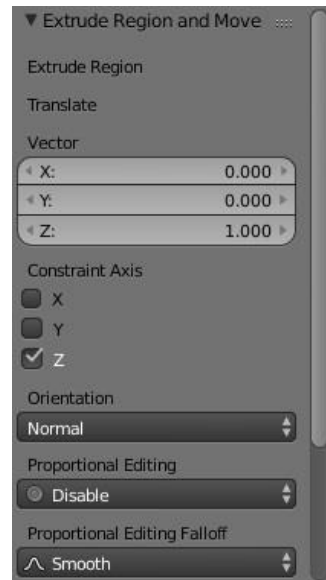 Extrude Region and Move
Extrude Region
Translate
Vector
X: 0.000
Y: 0.000
Z: 1.000
Constraint Axis
X
Y
Z
Orientation
Normal
Proportional Editing
Disable
Proportional Editing Falloff
Smooth